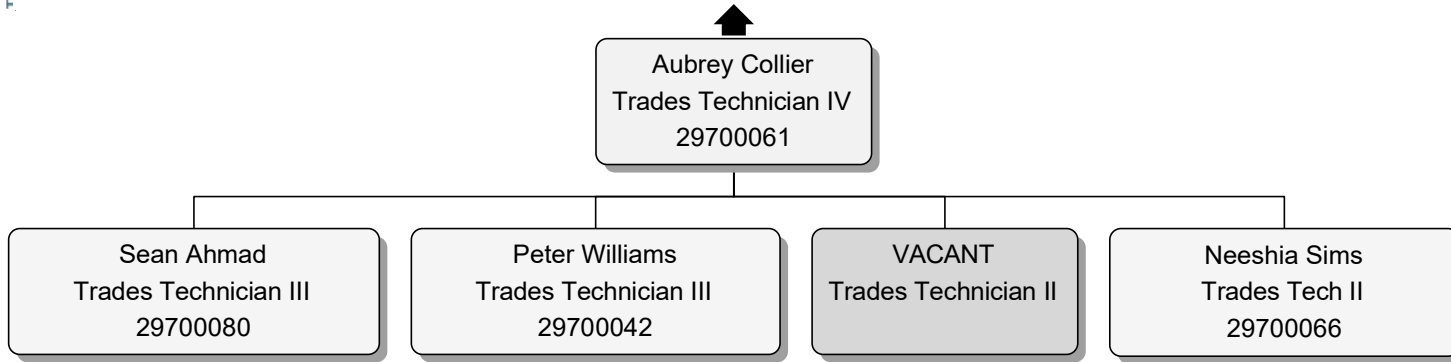 Aubrey Collier
Trades Technician IV
29700061
Sean Ahmad
Trades Technician III
29700080
Peter Williams
Trades Technician III
29700042
VACANT
Trades Technician II
Neeshia Sims
Trades Tech II
29700066